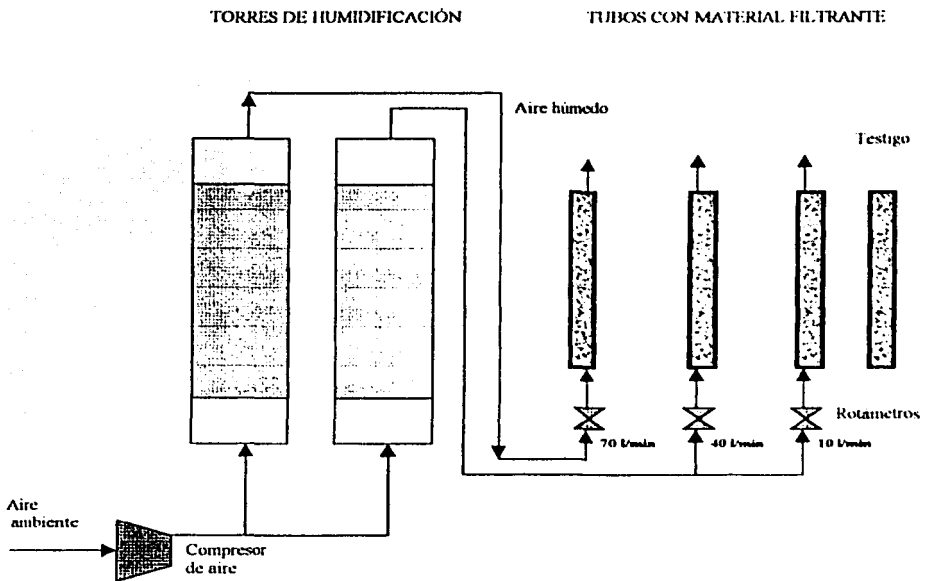 TORRES DE HUMIDIFICACIÓN
TUBOS CON MATERIAL FILTRANTE
Aire húmedo
Testigo
Rotametros
70 l/min
40 l/min
10 l/min
Aire
ambiente
Compresor
de aire